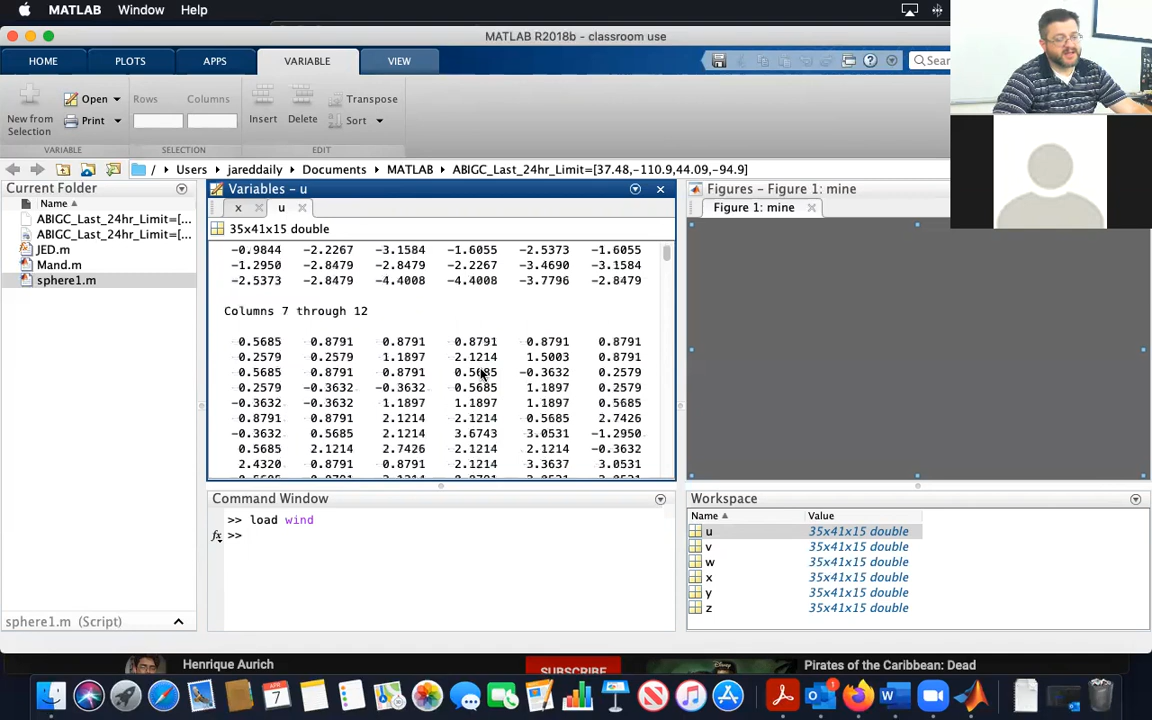 MATLAB Window Help
MATLAB R2018b - classroom use
HOME PLOTS APPS VARIABLE VIEW
Sear
Open Rows Columns Transpose
New from Selection Print Insert Delete Sort
VARIABLE SELECTION EDIT
/ Users jareddaily Documents MATLAB ABIGC_Last_24hr_Limit=[37.48,-110.9,44.09,-94.9]
Current Folder
Name
ABIGC_Last_24hr_Limit=[...
ABIGC_Last_24hr_Limit=[...
JED.m
Mand.m
sphere1.m
sphere1.m (Script)
Variables - u
x u
35x41x15 double
-0.9844 -2.2267 -3.1584 -1.6055 -2.5373 -1.6055
-1.2950 -2.8479 -2.8479 -2.2267 -3.4690 -3.1584
-2.5373 -2.8479 -4.4008 -4.4008 -3.7796 -2.8479
Columns 7 through 12
0.5685 0.8791 0.8791 0.8791 0.8791 0.8791
0.2579 0.2579 1.1897 2.1214 1.5003 0.8791
0.5685 0.8791 0.8791 0.5685 -0.3632 0.2579
0.2579 -0.3632 -0.3632 0.5685 1.1897 0.2579
-0.3632 -0.3632 1.1897 1.1897 1.1897 0.5685
0.8791 0.8791 2.1214 2.1214 0.5685 2.7426
-0.3632 0.5685 2.1214 3.6743 3.0531 -1.2950
0.5685 2.1214 2.7426 2.1214 2.1214 -0.3632
2.4320 0.8791 0.8791 2.1214 3.3637 3.0531
Command Window
>> load wind
fx >>
Figures - Figure 1: mine
Figure 1: mine
Workspace
Name Value
u 35x41x15 double
v 35x41x15 double
w 35x41x15 double
x 35x41x15 double
y 35x41x15 double
z 35x41x15 double
Henrique Aurich
SUBSCRIBE
Disney
Pirates of the Caribbean: Dead
APR
7
1